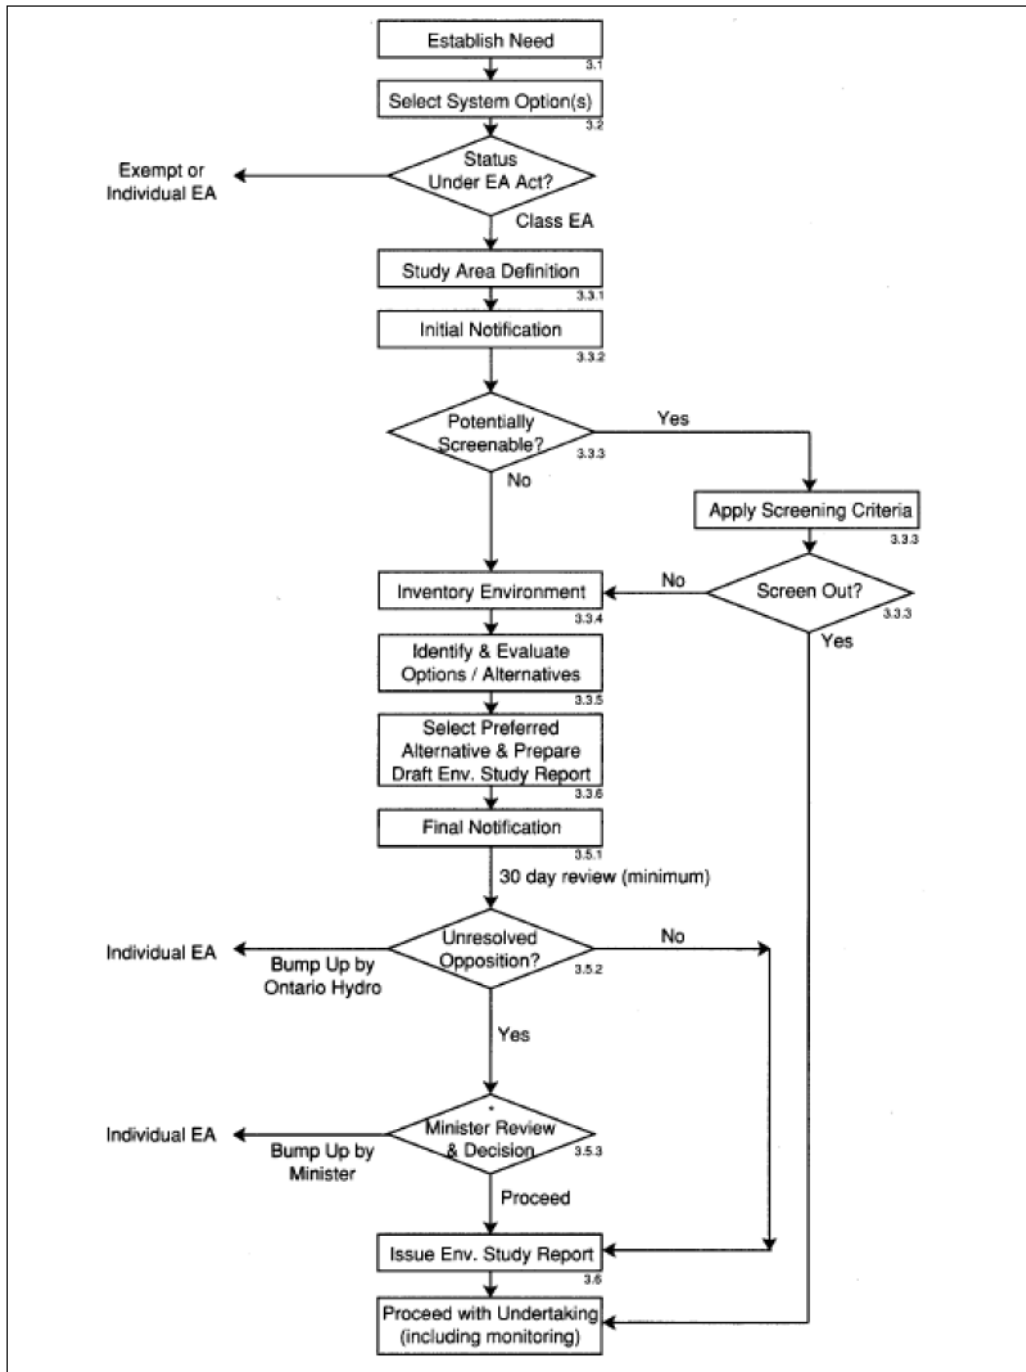 Establish Need
3.1
Select System Option(s)
3.2
Status
Under EA Act?
Exempt or
Individual EA
Class EA
Study Area Definition
3.3.1
Initial Notification
3.3.2
Potentially
Screenable?
3.3.3
Yes
No
Apply Screening Criteria
3.3.3
Screen Out?
3.3.3
No
Yes
Inventory Environment
3.3.4
Identify & Evaluate
Options / Alternatives
3.3.5
Select Preferred
Alternative & Prepare
Draft Env. Study Report
3.3.6
Final Notification
3.5.1
30 day review (minimum)
Unresolved
Opposition?
3.5.2
No
Individual EA
Bump Up by
Ontario Hydro
Yes
*
Minister Review
& Decision
3.5.3
Individual EA
Bump Up by
Minister
Proceed
Issue Env. Study Report
3.6
Proceed with Undertaking
(including monitoring)